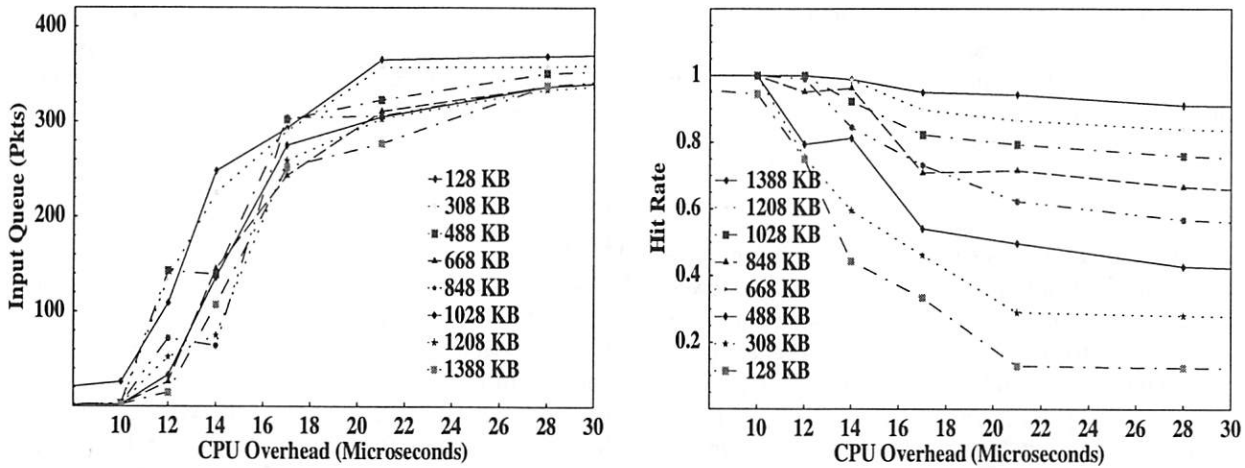 400
300
200
100
Input Queue (Pkts)
128 KB
308 KB
488 KB
668 KB
848 KB
1028 KB
1208 KB
1388 KB
10 12 14 16 18 20 22 24 26 28 30
CPU Overhead (Microseconds)
1
0.8
0.6
0.4
0.2
Hit Rate
1388 KB
1208 KB
1028 KB
848 KB
668 KB
488 KB
308 KB
128 KB
10 12 14 16 18 20 22 24 26 28 30
CPU Overhead (Microseconds)